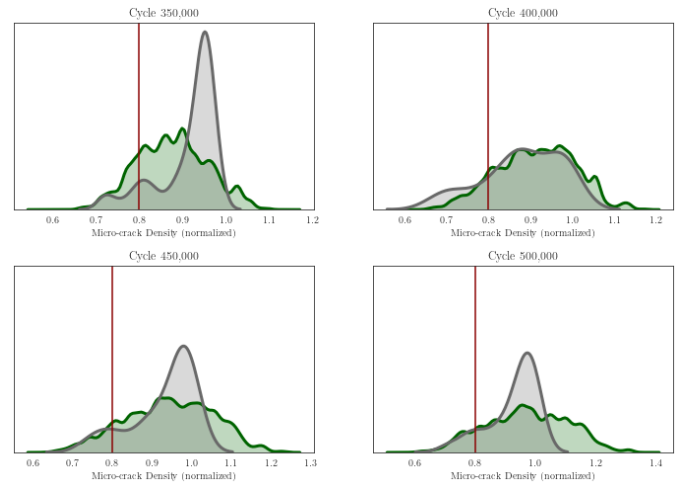 Cycle 350,000
0.6 0.7 0.8 0.9 1.0 1.1 1.2
Micro-crack Density (normalized)
Cycle 400,000
0.6 0.7 0.8 0.9 1.0 1.1 1.2
Micro-crack Density (normalized)
Cycle 450,000
0.6 0.7 0.8 0.9 1.0 1.1 1.2 1.3
Micro-crack Density (normalized)
Cycle 500,000
0.6 0.8 1.0 1.2 1.4
Micro-crack Density (normalized)